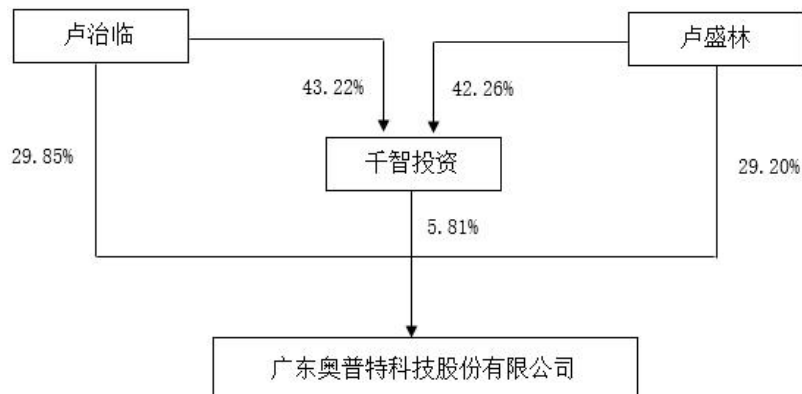 卢治临
卢盛林
43.22%
42.26%
千智投资
29.85%
29.20%
5.81%
广东奥普特科技股份有限公司